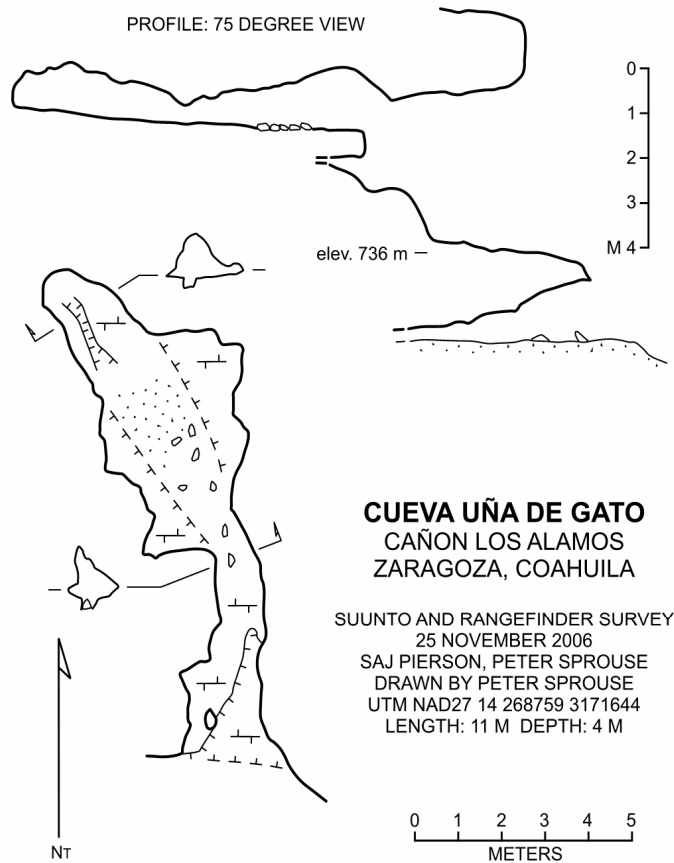 PROFILE: 75 DEGREE VIEW
0
1
2
3
M 4
elev. 736 m
CUEVA UÑA DE GATO
CAÑON LOS ALAMOS
ZARAGOZA, COAHUILA
SUUNTO AND RANGEFINDER SURVEY
25 NOVEMBER 2006
SAJ PIERSON, PETER SPROUSE
DRAWN BY PETER SPROUSE
UTM NAD27 14 268759 3171644
LENGTH: 11 M DEPTH: 4 M
NT
0 1 2 3 4 5
METERS